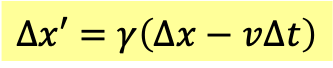 Δx′ = γ(Δx − vΔt)